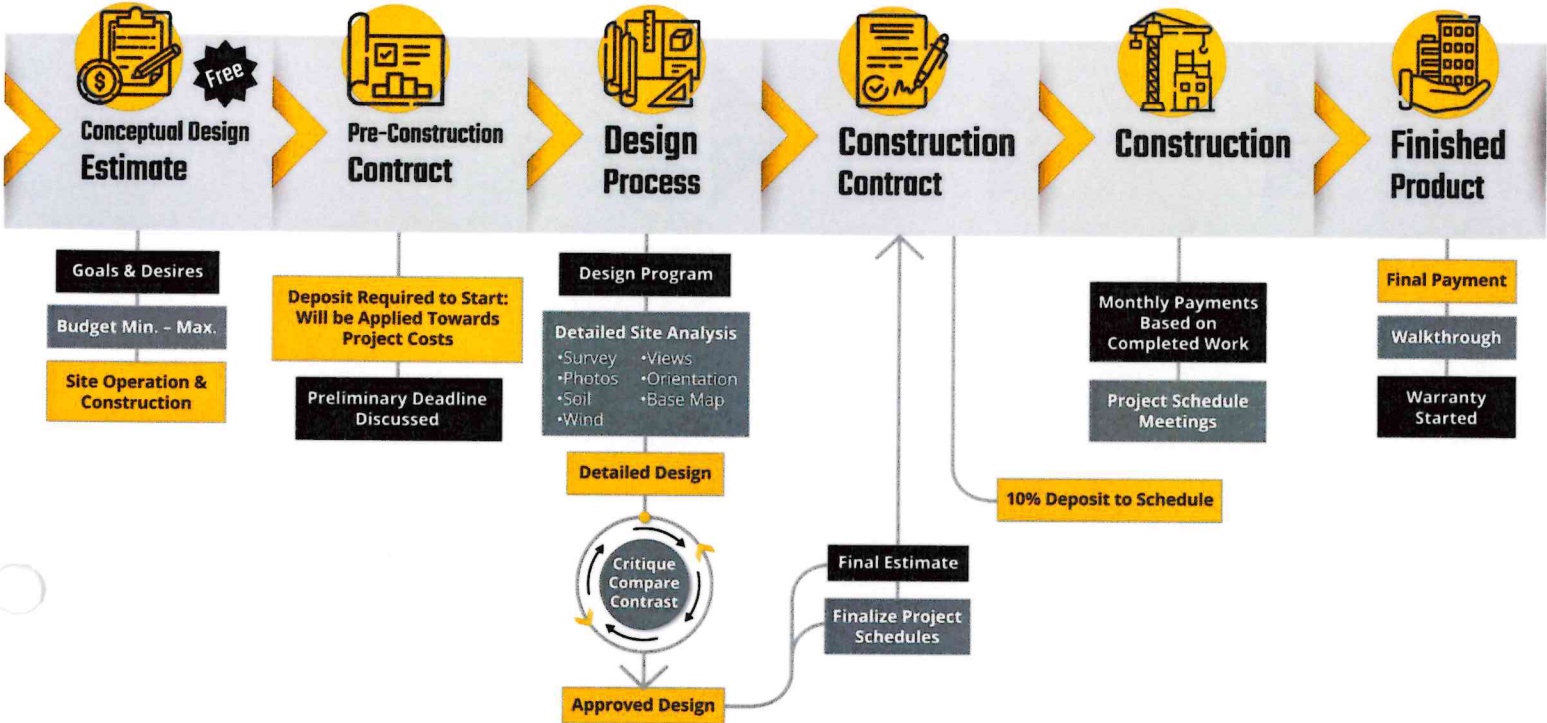 Free
$
Conceptual Design
Estimate
Pre-Construction
Contract
Design
Process
Construction
Contract
Construction
Finished
Product
Goals & Desires
Budget Min. – Max.
Site Operation &
Construction
Deposit Required to Start:
Will be Applied Towards
Project Costs
Preliminary Deadline
Discussed
Design Program
Detailed Site Analysis
•Survey •Views
•Photos •Orientation
•Soil •Base Map
•Wind
Detailed Design
Critique
Compare
Contrast
Approved Design
Final Estimate
Finalize Project
Schedules
10% Deposit to Schedule
Monthly Payments
Based on
Completed Work
Project Schedule
Meetings
Final Payment
Walkthrough
Warranty
Started